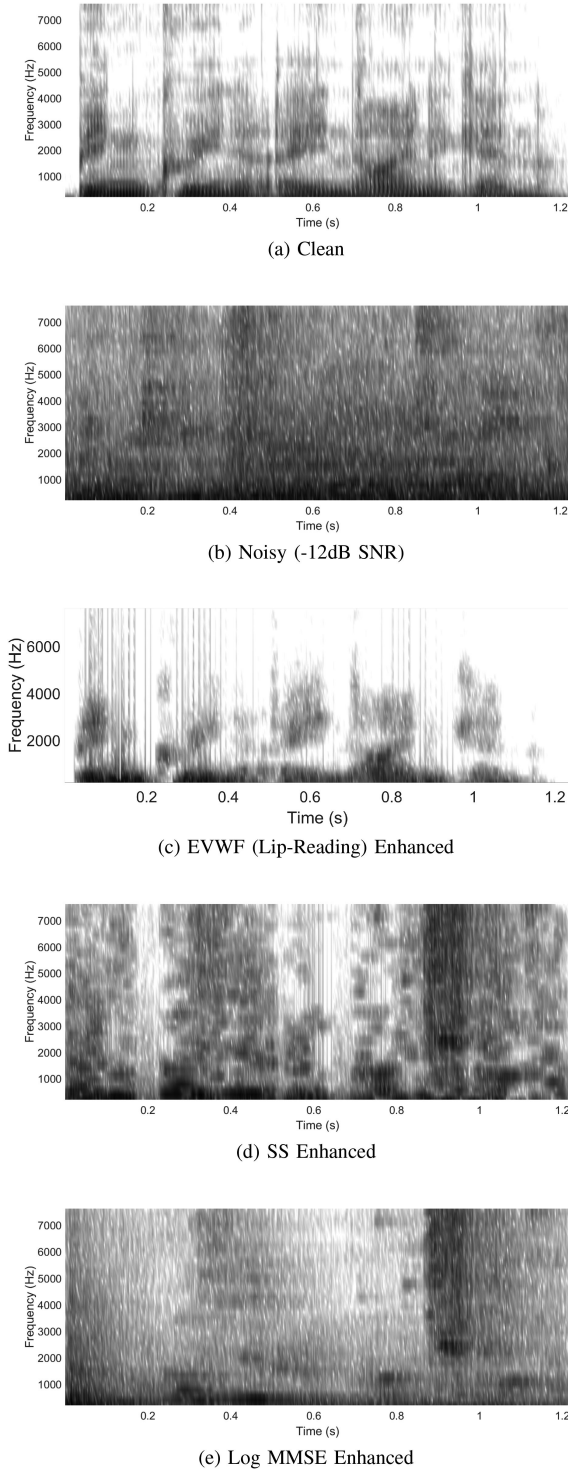 7000
6000
5000
4000
3000
2000
1000
Frequency (Hz)
0.2 0.4 0.6 0.8 1 1.2
Time (s)
(a) Clean
7000
6000
5000
4000
3000
2000
1000
Frequency (Hz)
0.2 0.4 0.6 0.8 1 1.2
Time (s)
(b) Noisy (-12dB SNR)
6000
4000
2000
Frequency (Hz)
0.2 0.4 0.6 0.8 1 1.2
Time (s)
(c) EVWF (Lip-Reading) Enhanced
7000
6000
5000
4000
3000
2000
1000
Frequency (Hz)
0.2 0.4 0.6 0.8 1 1.2
Time (s)
(d) SS Enhanced
7000
6000
5000
4000
3000
2000
1000
Frequency (Hz)
0.2 0.4 0.6 0.8 1 1.2
Time (s)
(e) Log MMSE Enhanced